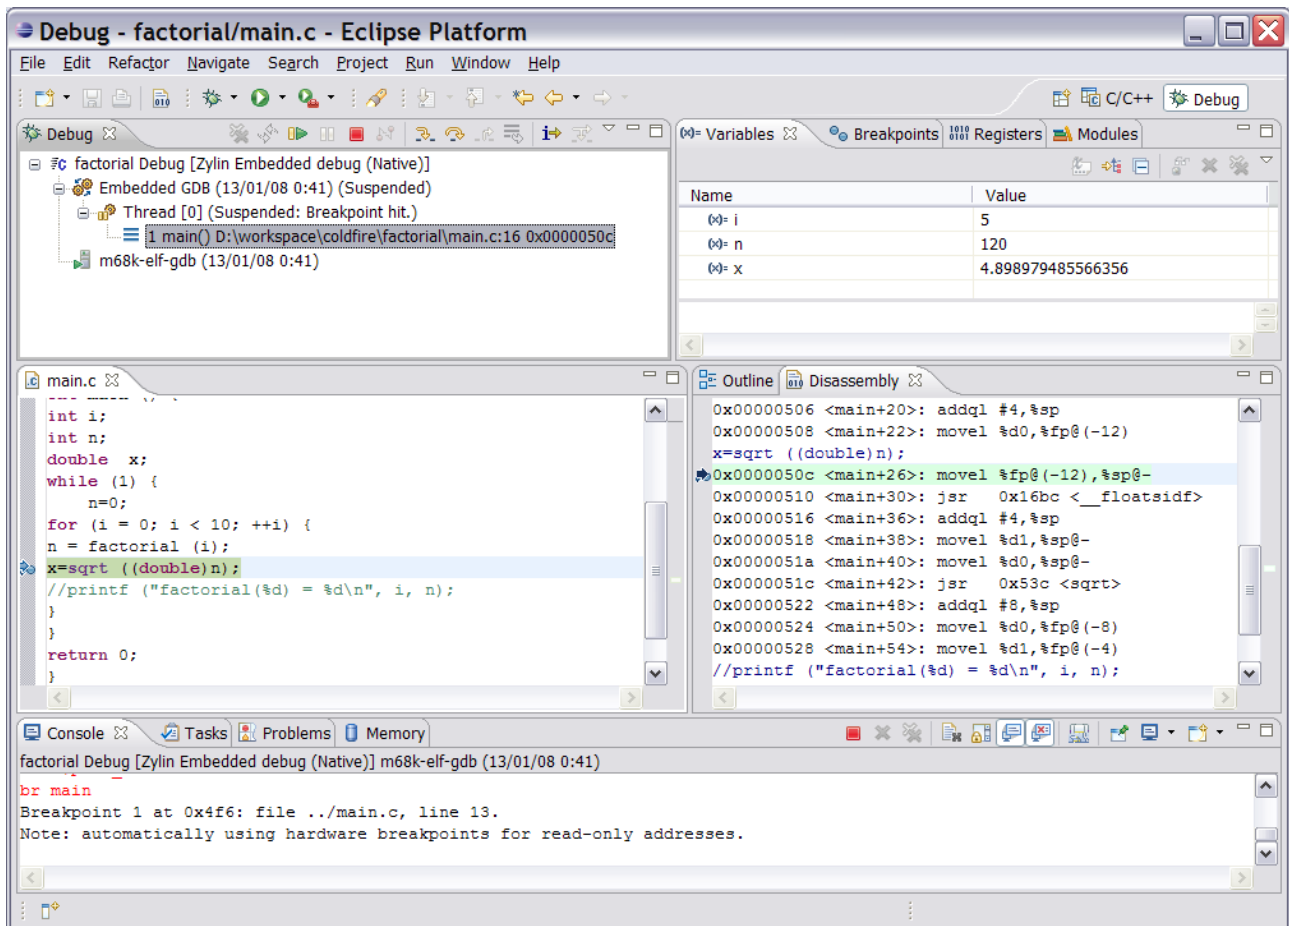 Debug - factorial/main.c - Eclipse Platform
File Edit Refactor Navigate Search Project Run Window Help
C/C++ Debug
Debug
factorial Debug [Zylin Embedded debug (Native)]
Embedded GDB (13/01/08 0:41) (Suspended)
Thread [0] (Suspended: Breakpoint hit.)
1 main() D:\workspace\coldfire\factorial\main.c:16 0x0000050c
m68k-elf-gdb (13/01/08 0:41)
(x)= Variables Breakpoints 1010 0101 Registers Modules
Name Value
(x)= i 5
(x)= n 120
(x)= x 4.898979485566356
main.c
int main () {
int i;
int n;
double x;
while (1) {
n=0;
for (i = 0; i < 10; ++i) {
n = factorial (i);
x=sqrt ((double)n);
//printf ("factorial(%d) = %d\n", i, n);
}
}
return 0;
}
Outline Disassembly
0x00000506 <main+20>: addql #4,%sp
0x00000508 <main+22>: movel %d0,%fp@(-12)
x=sqrt ((double)n);
0x0000050c <main+26>: movel %fp@(-12),%sp@-
0x00000510 <main+30>: jsr 0x16bc <__floatsidf>
0x00000516 <main+36>: addql #4,%sp
0x00000518 <main+38>: movel %d1,%sp@-
0x0000051a <main+40>: movel %d0,%sp@-
0x0000051c <main+42>: jsr 0x53c <sqrt>
0x00000522 <main+48>: addql #8,%sp
0x00000524 <main+50>: movel %d0,%fp@(-8)
0x00000528 <main+54>: movel %d1,%fp@(-4)
//printf ("factorial(%d) = %d\n", i, n);
Console Tasks Problems Memory
factorial Debug [Zylin Embedded debug (Native)] m68k-elf-gdb (13/01/08 0:41)
br main
Breakpoint 1 at 0x4f6: file ../main.c, line 13.
Note: automatically using hardware breakpoints for read-only addresses.